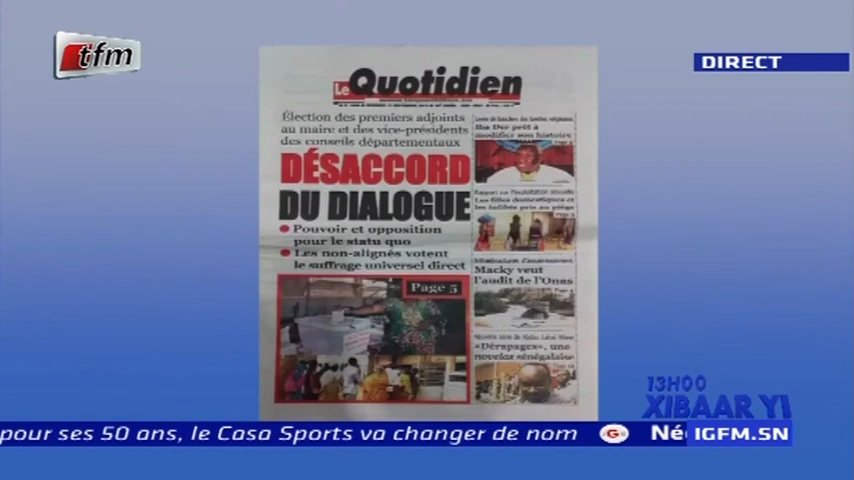 tfm
DIRECT
Le Quotidien
Élection des premiers adjoints
au maire et des vice-présidents
des conseils départementaux
DÉSACCORD
DU DIALOGUE
Pouvoir et opposition
pour le statu quo
Les non-alignés votent
le suffrage universel direct
Page 5
Iba Der prêt à
modifier son histoire
Les filles domestiques et
les talibés pris au piège
Macky veut
l'audit de l'Onas
«Dérapages», une
novelas sénégalaise
13H00
XIBAAR YI
pour ses 50 ans, le Casa Sports va changer de nom
IGFM.SN